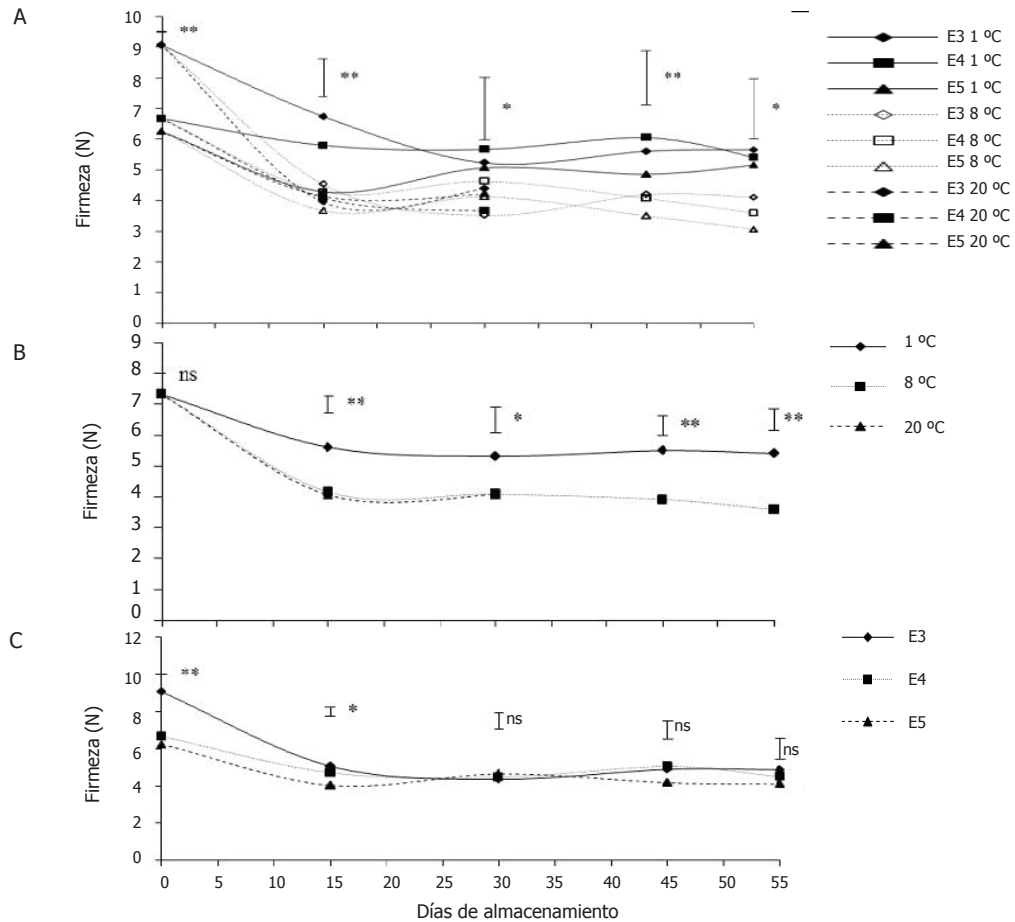 A
Firmeza (N)
10
9
8
7
6
5
4
3
2
1
0
**
**
*
**
*
E3 1 ºC
E4 1 ºC
E5 1 ºC
E3 8 ºC
E4 8 ºC
E5 8 ºC
E3 20 ºC
E4 20 ºC
E5 20 ºC
B
Firmeza (N)
9
8
7
6
5
4
3
2
1
0
ns
**
*
**
**
1 ºC
8 ºC
20 ºC
C
Firmeza (N)
12
10
8
6
4
2
0
**
*
ns
ns
ns
E3
E4
E5
0 5 10 15 20 25 30 35 40 45 50 55
Días de almacenamiento